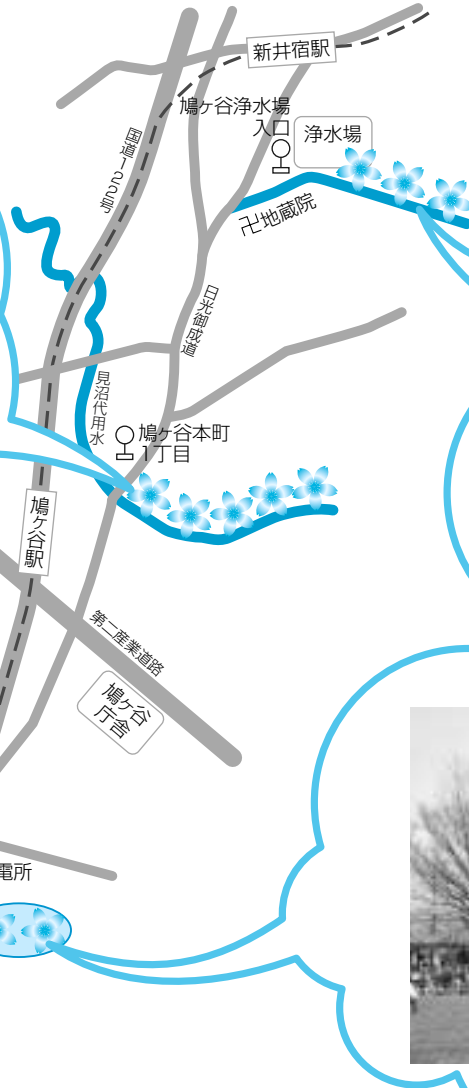 新井宿駅
鳩ヶ谷浄水場
入口
浄水場
国道122号
卍地蔵院
日光御成道
見沼代用水
鳩ヶ谷本町
1丁目
鳩ヶ谷駅
第二産業道路
鳩ヶ谷
庁舎
電所